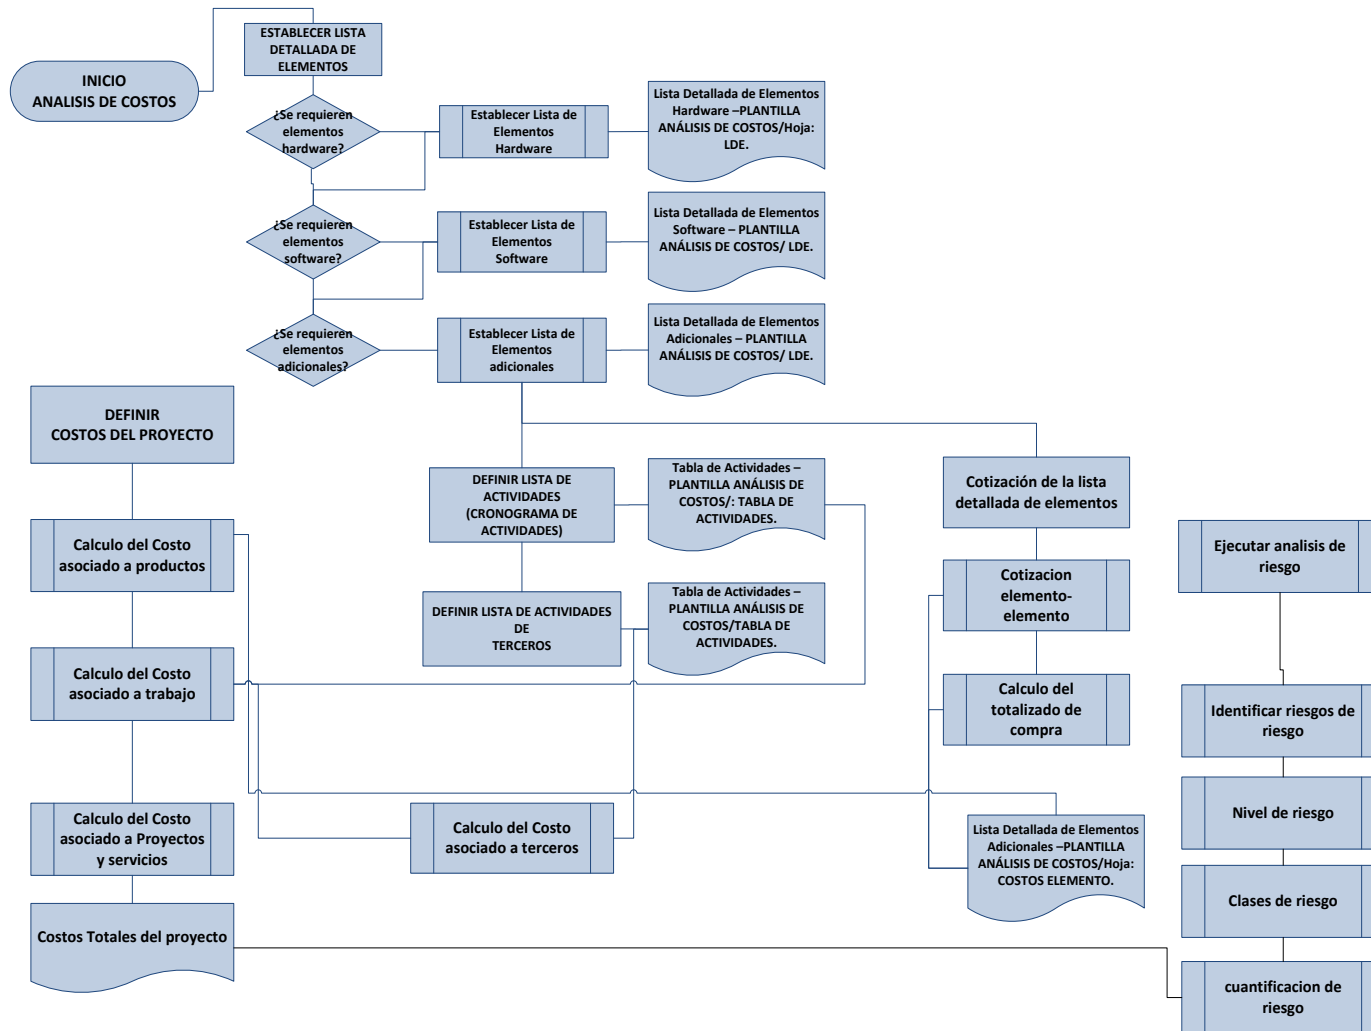 INICIO
ANALISIS DE COSTOS
ESTABLECER LISTA
DETALLADA DE
ELEMENTOS
¿Se requieren
elementos
hardware?
Establecer Lista de
Elementos
Hardware
Lista Detallada de Elementos
Hardware –PLANTILLA
ANÁLISIS DE COSTOS/Hoja:
LDE.
¿Se requieren
elementos
software?
Establecer Lista de
Elementos
Software
Lista Detallada de Elementos
Software – PLANTILLA
ANÁLISIS DE COSTOS/ LDE.
¿Se requieren
elementos
adicionales?
Establecer Lista de
Elementos
adicionales
Lista Detallada de Elementos
Adicionales – PLANTILLA
ANÁLISIS DE COSTOS/ LDE.
DEFINIR
COSTOS DEL PROYECTO
DEFINIR LISTA DE
ACTIVIDADES
(CRONOGRAMA DE
ACTIVIDADES)
Tabla de Actividades –
PLANTILLA ANÁLISIS DE
COSTOS/: TABLA DE
ACTIVIDADES.
Cotización de la lista
detallada de elementos
Calculo del Costo
asociado a productos
Cotizacion
elemento-
elemento
Ejecutar analisis de
riesgo
DEFINIR LISTA DE ACTIVIDADES
DE
TERCEROS
Tabla de Actividades –
PLANTILLA ANÁLISIS DE
COSTOS/TABLA DE
ACTIVIDADES.
Calculo del Costo
asociado a trabajo
Calculo del
totalizado de
compra
Identificar riesgos de
riesgo
Calculo del Costo
asociado a Proyectos
y servicios
Calculo del Costo
asociado a terceros
Lista Detallada de Elementos
Adicionales –PLANTILLA
ANÁLISIS DE COSTOS/Hoja:
COSTOS ELEMENTO.
Nivel de riesgo
Clases de riesgo
Costos Totales del proyecto
cuantificacion de
riesgo